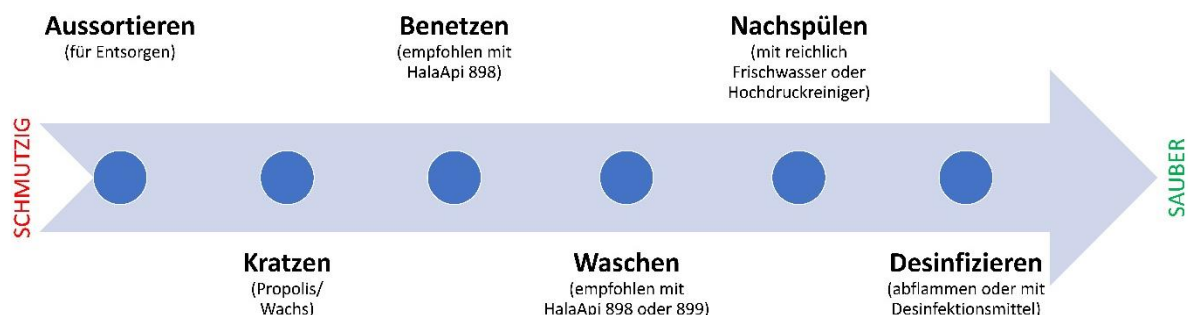 SCHMUTZIG
Aussortieren
(für Entsorgen)
Kratzen
(Propolis/
Wachs)
Benetzen
(empfohlen mit
HalaApi 898)
Waschen
(empfohlen mit
HalaApi 898 oder 899)
Nachspülen
(mit reichlich
Frischwasser oder
Hochdruckreiniger)
Desinfizieren
(abflammen oder mit
Desinfektionsmittel)
SAUBER